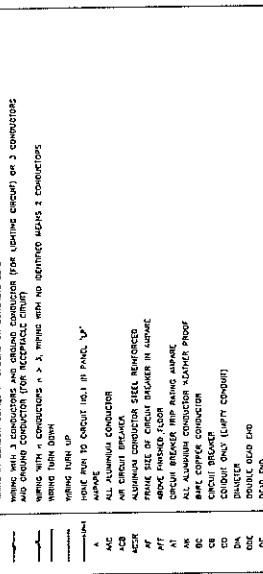 WIRING WITH 3 CONDUCTORS AND GROUND CONDUCTOR (FOR LIGHTING CIRCUIT) OR 3 CONDUCTORS
AND GROUND CONDUCTOR (FOR RECEPTACLE CIRCUIT)
WIRING WITH n CONDUCTORS n > 3, WIRING WITH NO IDENTIFIED MEANS 2 CONDUCTORS
WIRING TURN DOWN
WIRING TURN UP
HOME RUN TO CIRCUIT NO.1 IN PANEL "LP"
A AMPARE
AAC ALL ALUMINIUM CONDUCTOR
ACB AIR CIRCUIT BREAKER
ACSR ALUMINIUM CONDUCTOR STEEL REINFORCED
AF FRAME SIZE OF CIRCUIT BREAKER IN AMPARE
AFF ABOVE FINISHED FLOOR
AT CIRCUIT BREAKER TRIP RATING AMPARE
ALL ALUMINIUM CONDUCTOR WEATHER PROOF
BC BARE COPPER CONDUCTOR
CB CIRCUIT BREAKER
CO CONDUIT ONLY (EMPTY CONDUIT)
DIA DIAMETER
DDE DOUBLE DEAD END
DE DEAD END